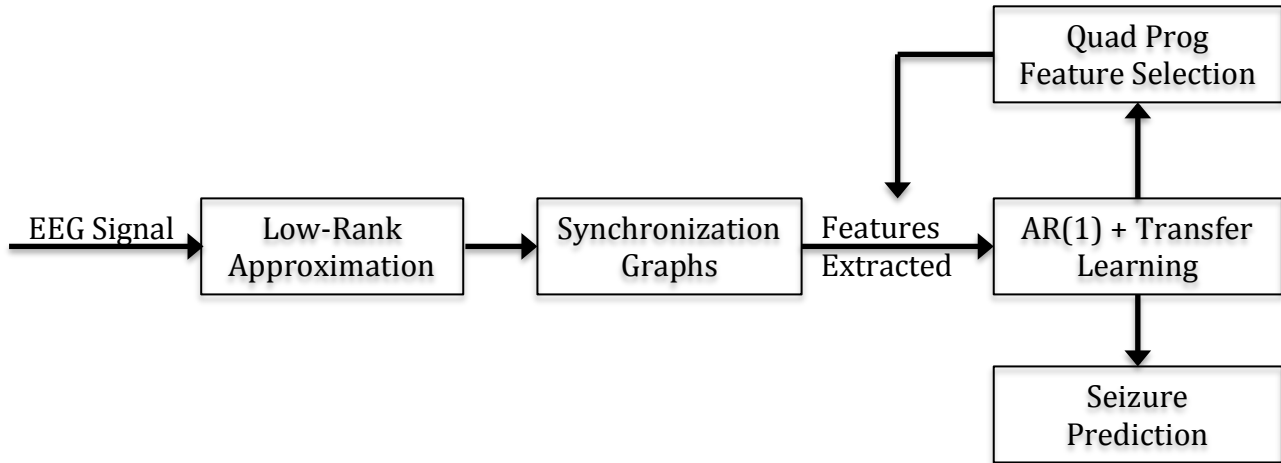 Quad Prog
Feature Selection
EEG Signal
Low-Rank
Approximation
Synchronization
Graphs
Features
Extracted
AR(1) + Transfer
Learning
Seizure
Prediction